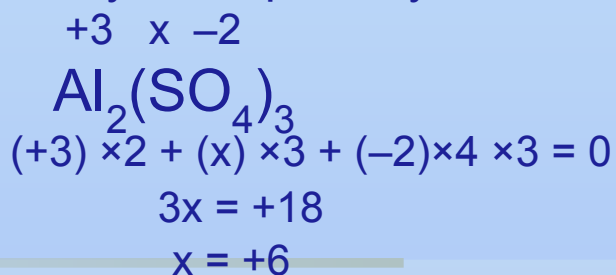 +3 x –2
Al2(SO4)3
(+3) ×2 + (x) ×3 + (–2)×4 ×3 = 0
3x = +18
x = +6